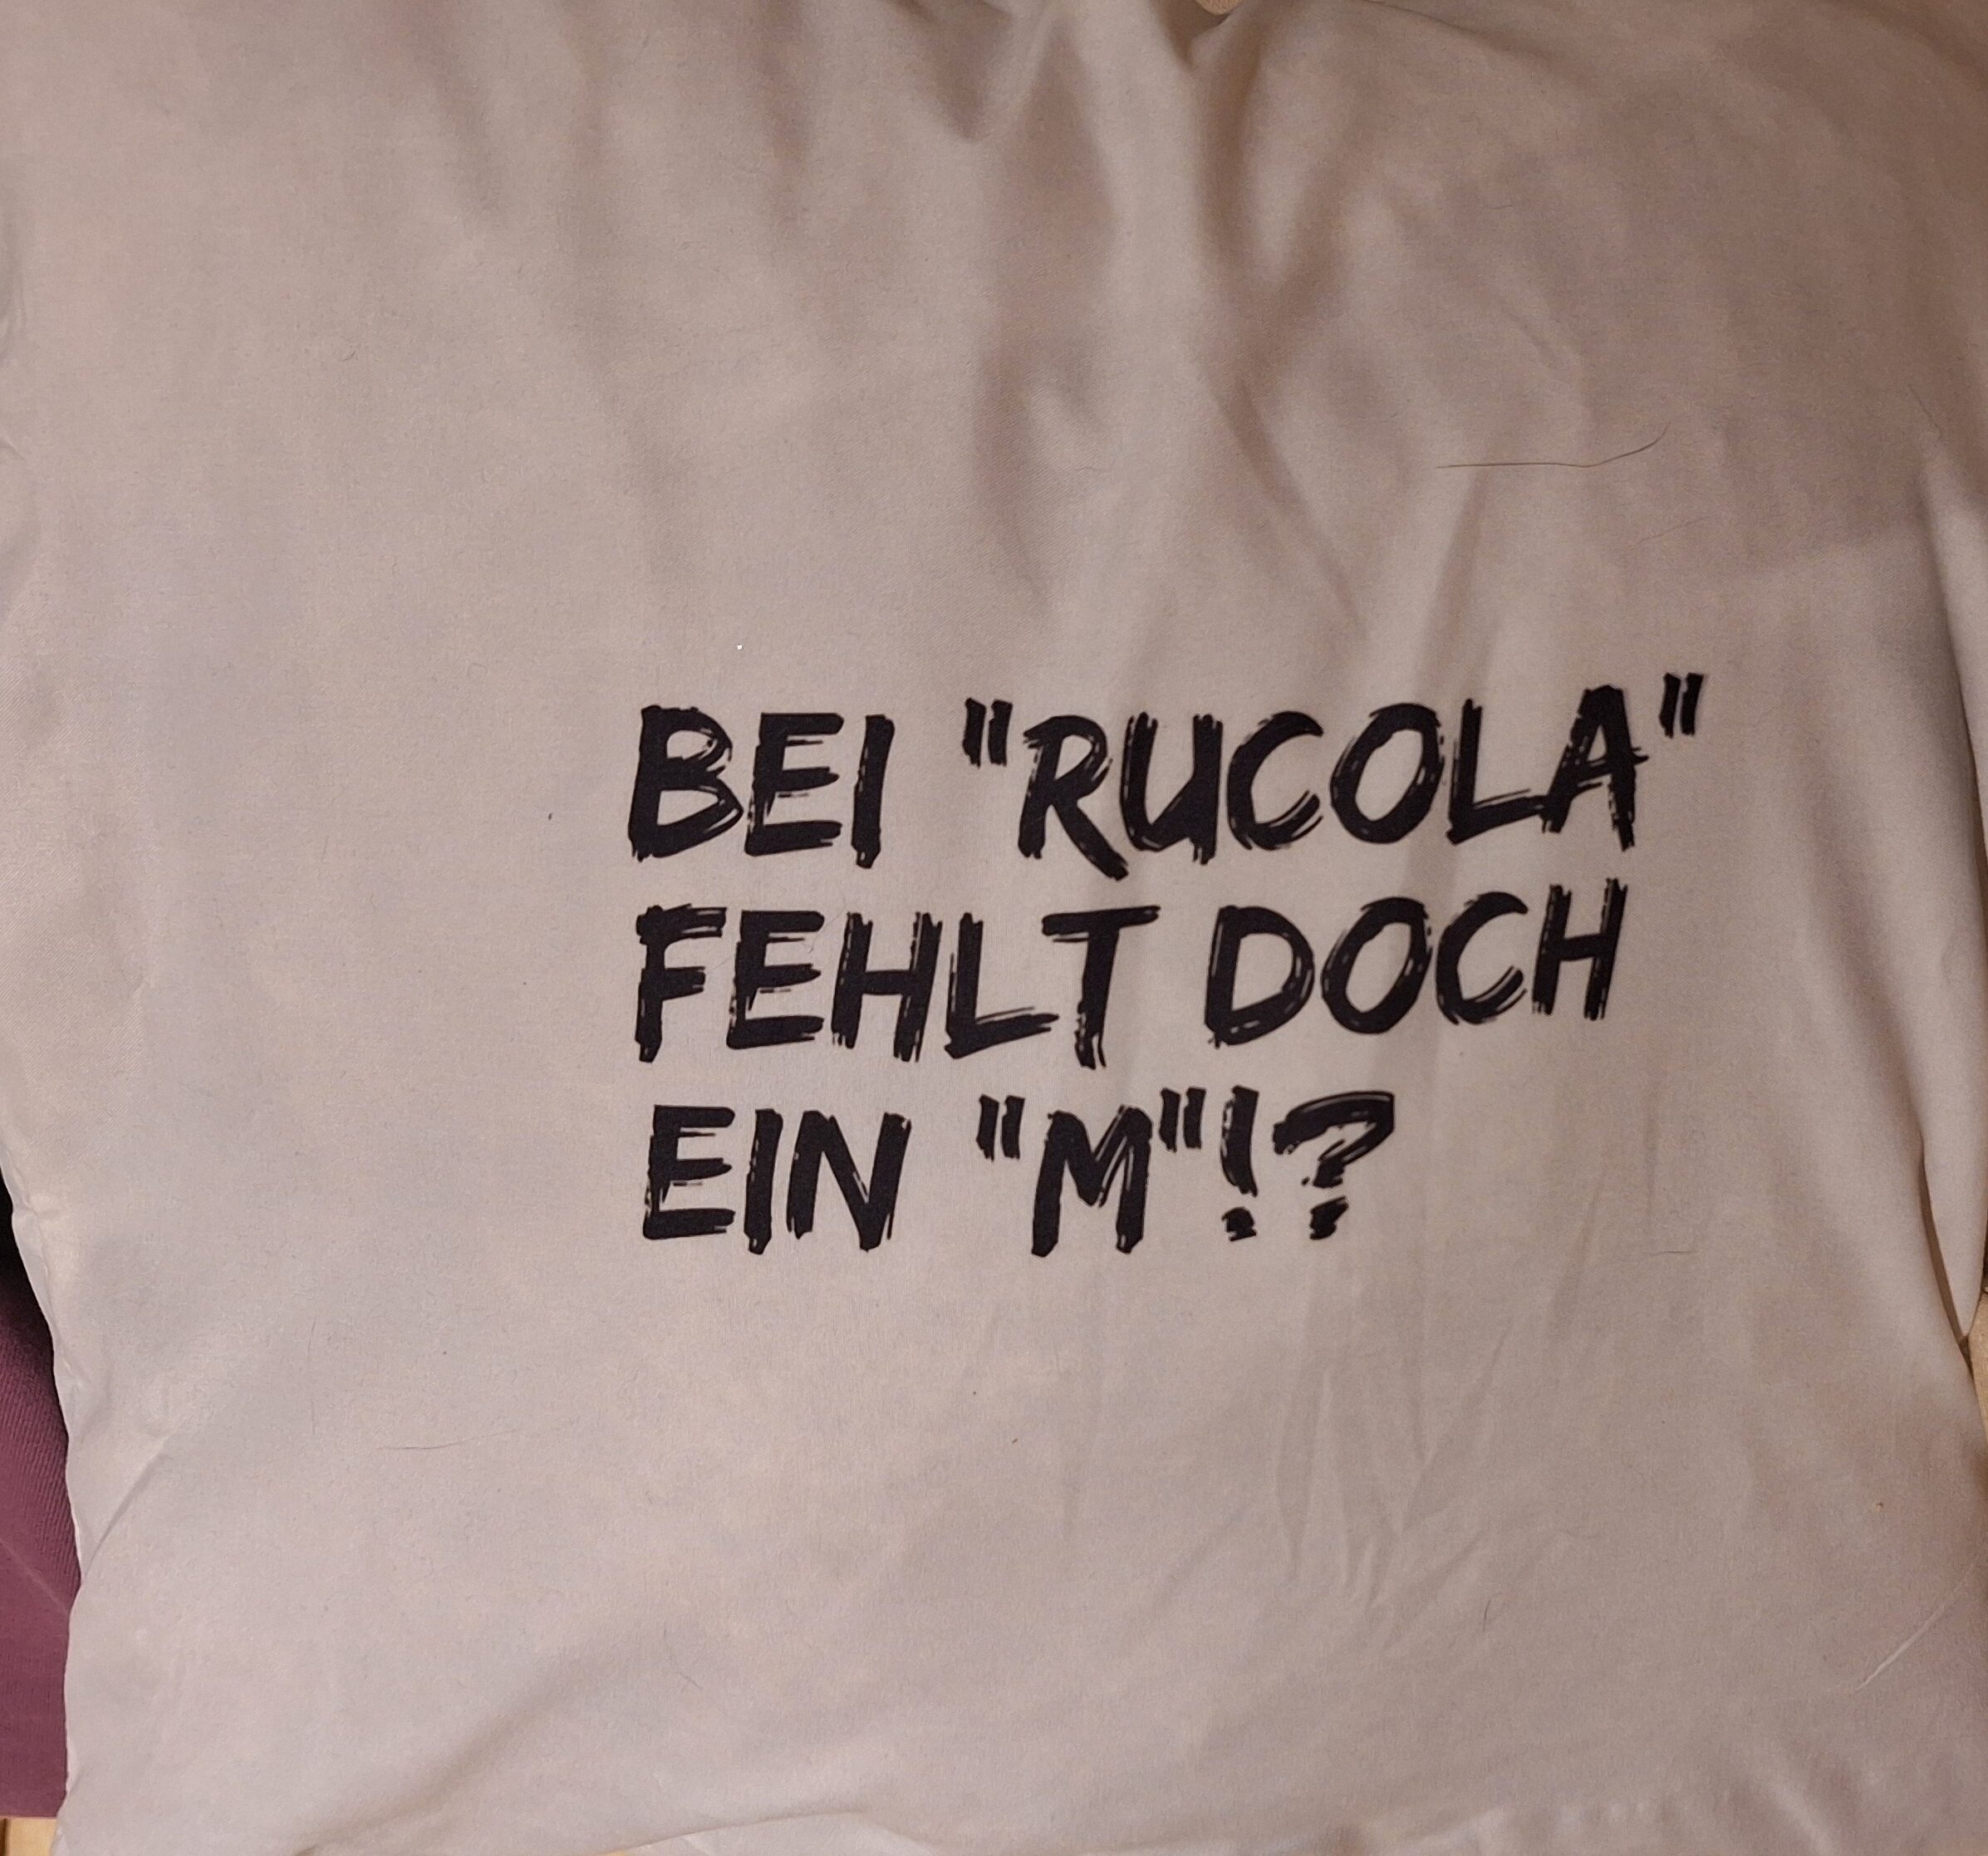 BEI "RUCOLA"
FEHLT DOCH
EIN "M"!?